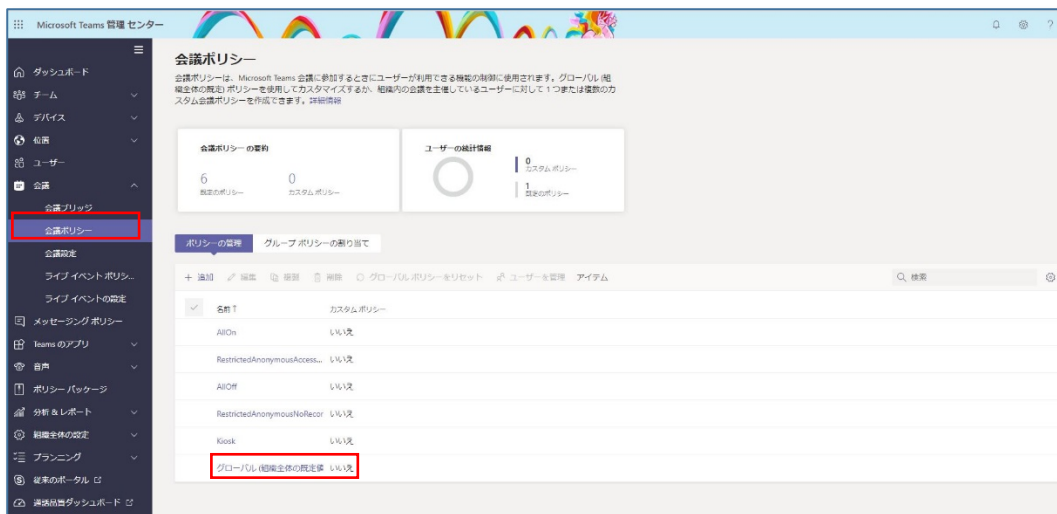 Microsoft Teams 管理センター
?
ダッシュボード
チーム
デバイス
位置
ユーザー
会議
会議ブリッジ
会議ポリシー
会議設定
ライブ イベント ポリシ...
ライブ イベントの設定
メッセージング ポリシー
Teams のアプリ
音声
ポリシー パッケージ
分析 & レポート
組織全体の設定
プランニング
従来のポータル
通話品質ダッシュボード
会議ポリシー
会議ポリシーは、Microsoft Teams 会議に参加するときにユーザーが利用できる機能の制御に使用されます。グローバル (組
織全体の既定) ポリシーを使用してカスタマイズするか、組織内の会議を主催しているユーザーに対して 1 つまたは複数のカ
スタム会議ポリシーを作成できます。詳細情報
会議ポリシー の要約
6
既定のポリシー
0
カスタム ポリシー
ユーザーの統計情報
0
カスタム ポリシー
1
既定のポリシー
ポリシーの管理 グループ ポリシーの割り当て
+ 追加 編集 複製 削除 グローバル ポリシーをリセット ユーザーを管理 アイテム 検索
名前 ↑ カスタム ポリシー
AllOn いいえ
RestrictedAnonymousAccess... いいえ
AllOff いいえ
RestrictedAnonymousNoRecor いいえ
Kiosk いいえ
グローバル (組織全体の既定値 いいえ